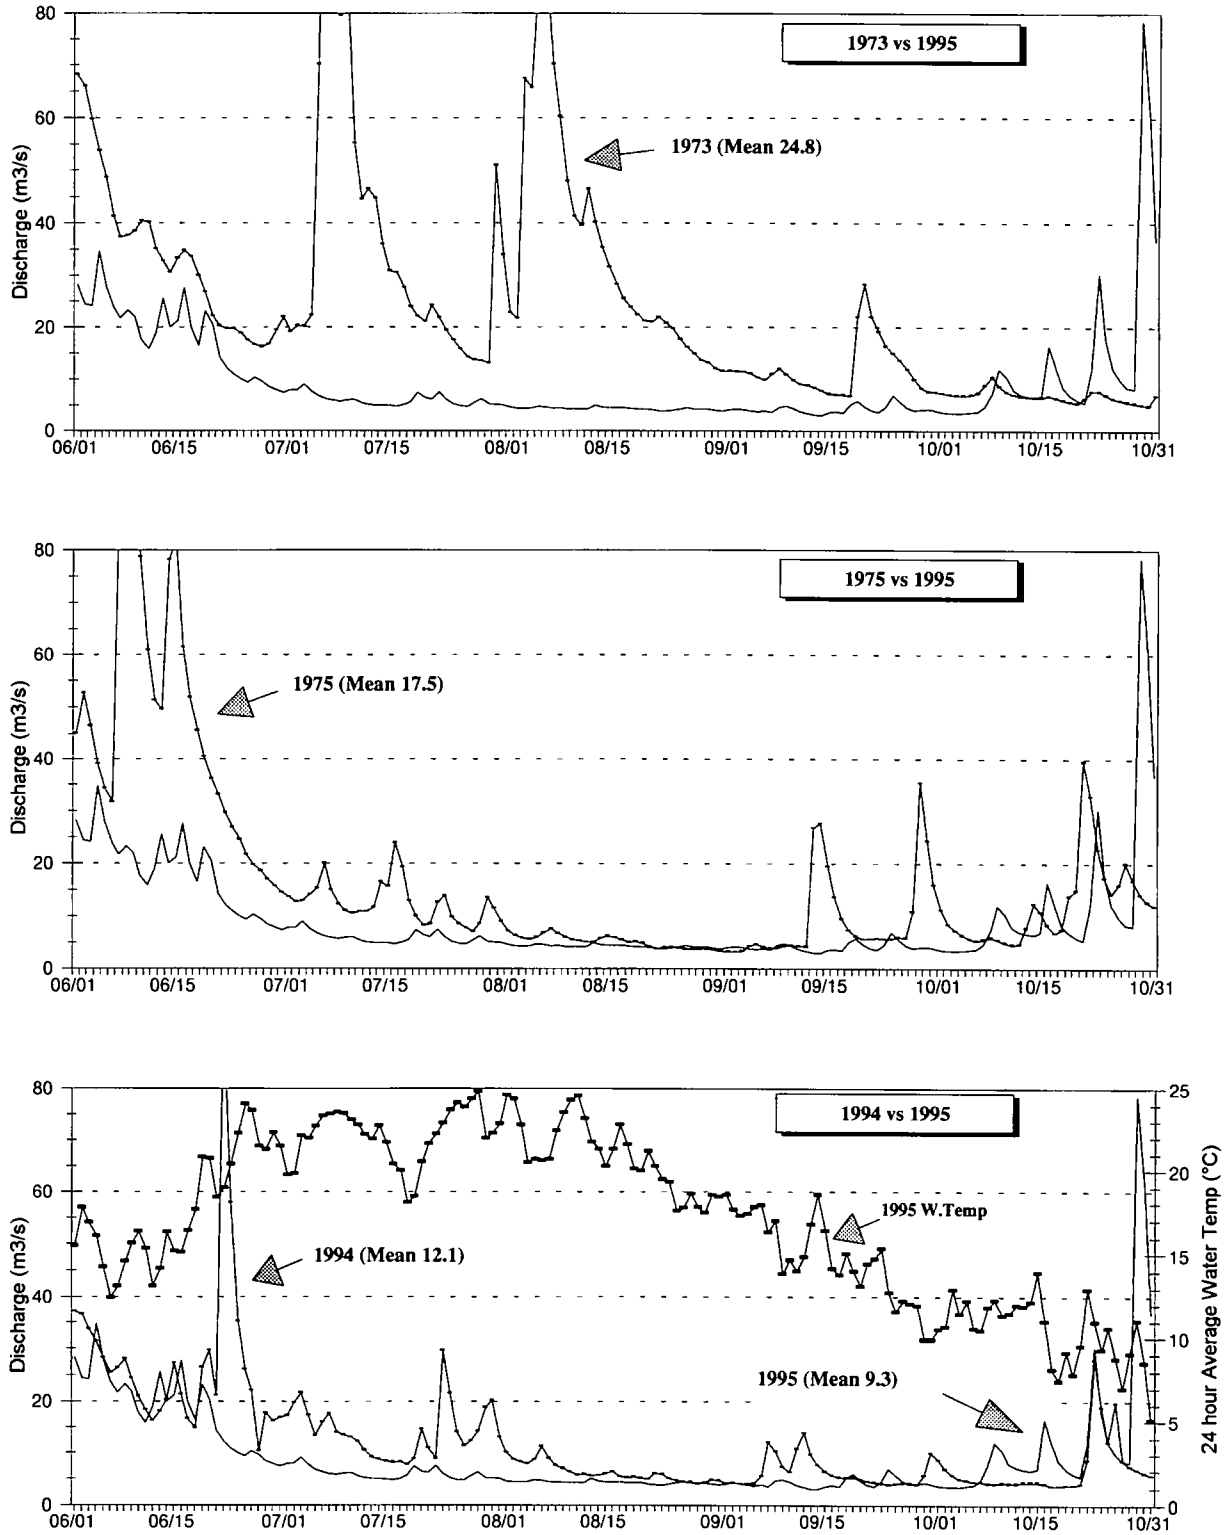 80
1973 vs 1995
60
1973 (Mean 24.8)
40
20
0
Discharge (m3/s)
06/01 06/15 07/01 07/15 08/01 08/15 09/01 09/15 10/01 10/15 10/31
80
1975 vs 1995
60
1975 (Mean 17.5)
40
20
0
Discharge (m3/s)
06/01 06/15 07/01 07/15 08/01 08/15 09/01 09/15 10/01 10/15 10/31
80 25
1994 vs 1995
20
60
1995 W.Temp
1994 (Mean 12.1)
15
40
10
1995 (Mean 9.3)
20
5
0 0
Discharge (m3/s)
24 hour Average Water Temp (°C)
06/01 06/15 07/01 07/15 08/01 08/15 09/01 09/15 10/01 10/15 10/31